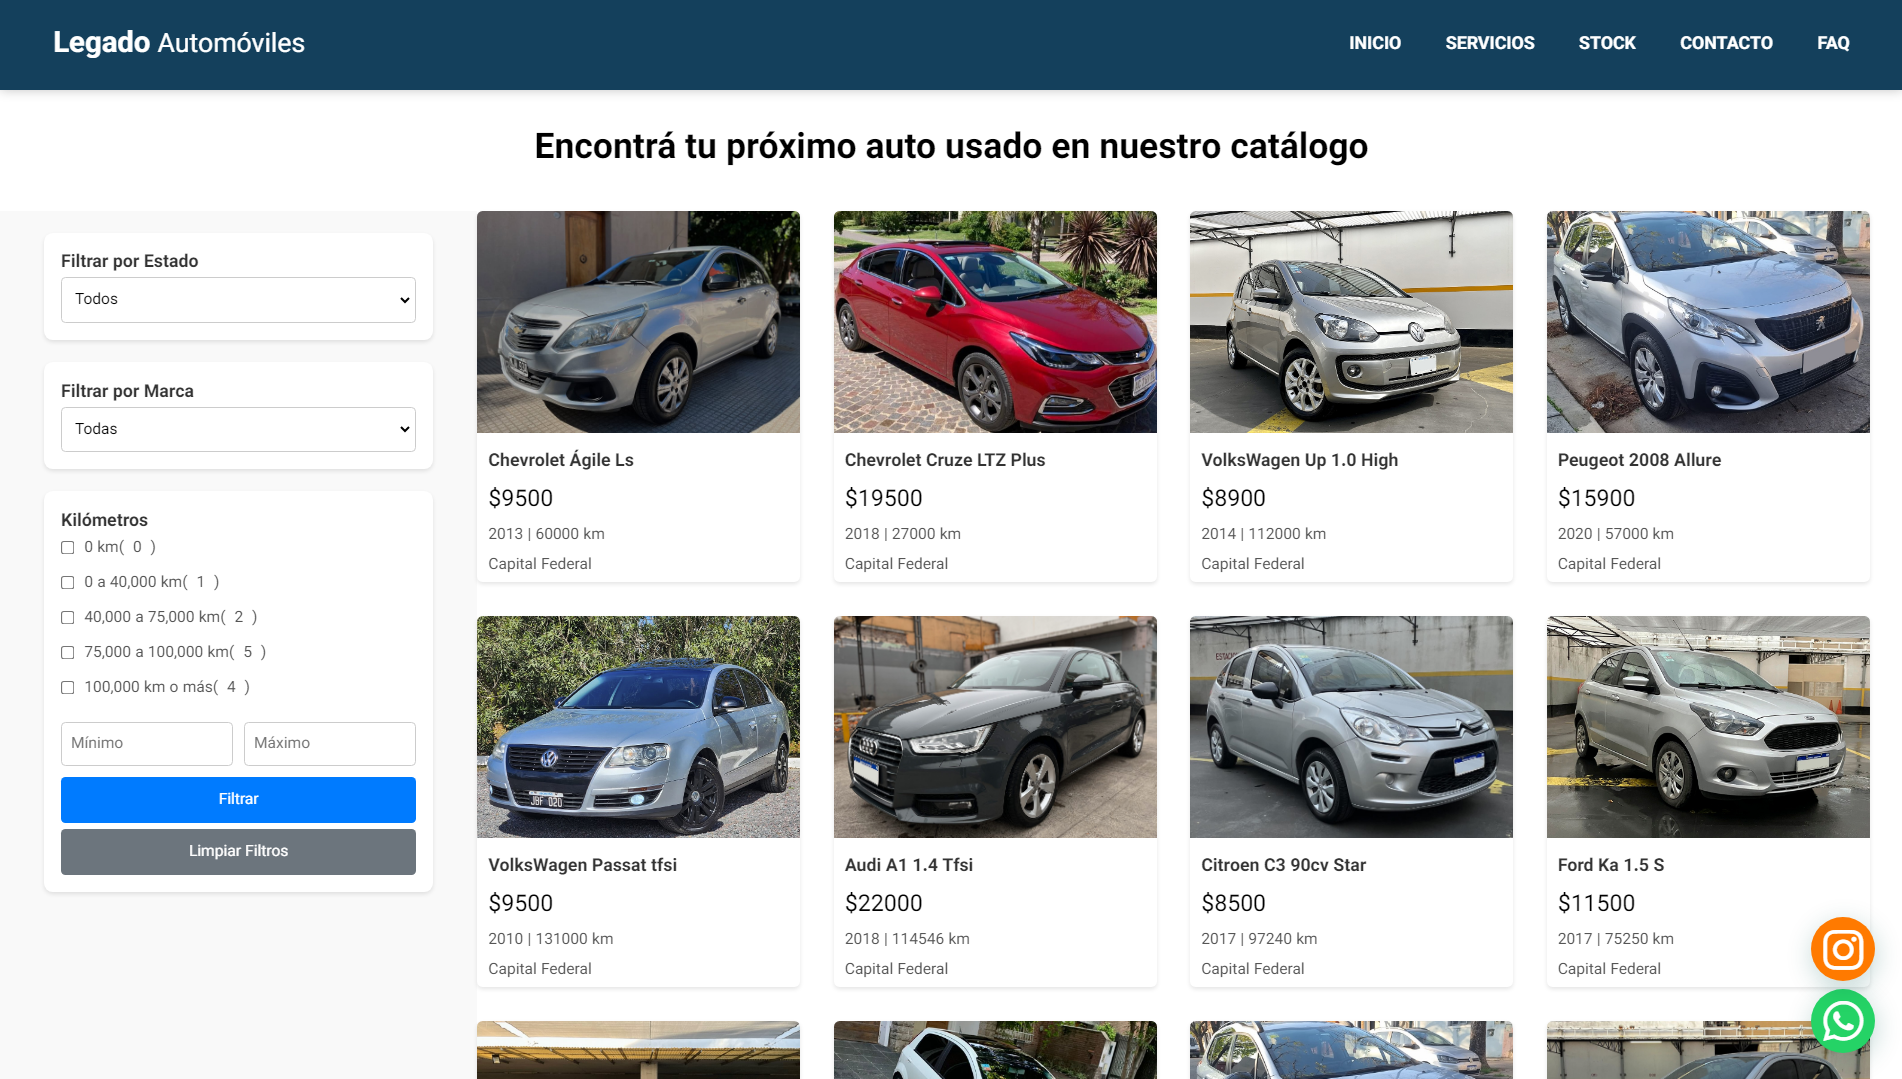 Legado Automóviles
INICIO
SERVICIOS
STOCK
CONTACTO
FAQ
Encontrá tu próximo auto usado en nuestro catálogo
Filtrar por Estado
Todos
Filtrar por Marca
Todas
Kilómetros
0 km( 0 )
0 a 40,000 km( 1 )
40,000 a 75,000 km( 2 )
75,000 a 100,000 km( 5 )
100,000 km o más( 4 )
Mínimo
Máximo
Filtrar
Limpiar Filtros
Chevrolet Ágile Ls
$9500
2013 | 60000 km
Capital Federal
Chevrolet Cruze LTZ Plus
$19500
2018 | 27000 km
Capital Federal
VolksWagen Up 1.0 High
$8900
2014 | 112000 km
Capital Federal
Peugeot 2008 Allure
$15900
2020 | 57000 km
Capital Federal
JBF 020
VolksWagen Passat tfsi
$9500
2010 | 131000 km
Capital Federal
Audi A1 1.4 Tfsi
$22000
2018 | 114546 km
Capital Federal
Citroen C3 90cv Star
$8500
2017 | 97240 km
Capital Federal
Ford Ka 1.5 S
$11500
2017 | 75250 km
Capital Federal